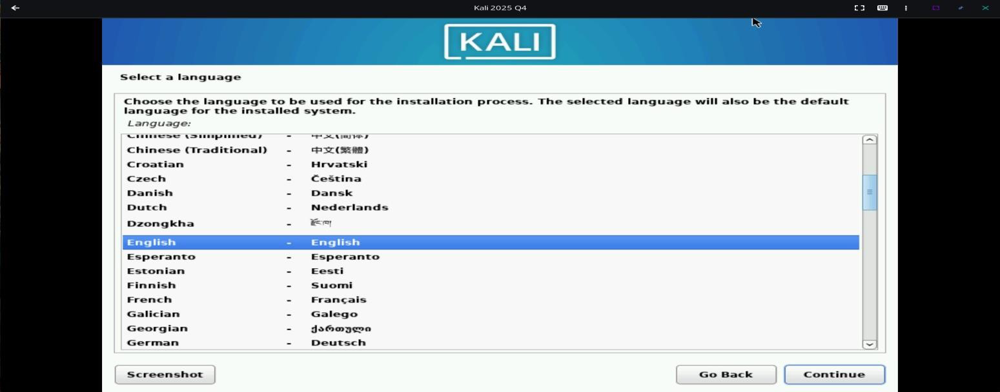 Kali 2025 Q4
KALI
Select a language
Choose the language to be used for the installation process. The selected language will also be the default
language for the installed system.
Language:
Chinese (Simplified) - 中文(简体)
Chinese (Traditional) - 中文(繁體)
Croatian - Hrvatski
Czech - Čeština
Danish - Dansk
Dutch - Nederlands
Dzongkha - རྫོང་ཁ།
English - English
Esperanto - Esperanto
Estonian - Eesti
Finnish - Suomi
French - Français
Galician - Galego
Georgian - ქართული
German - Deutsch
Screenshot
Go Back
Continue